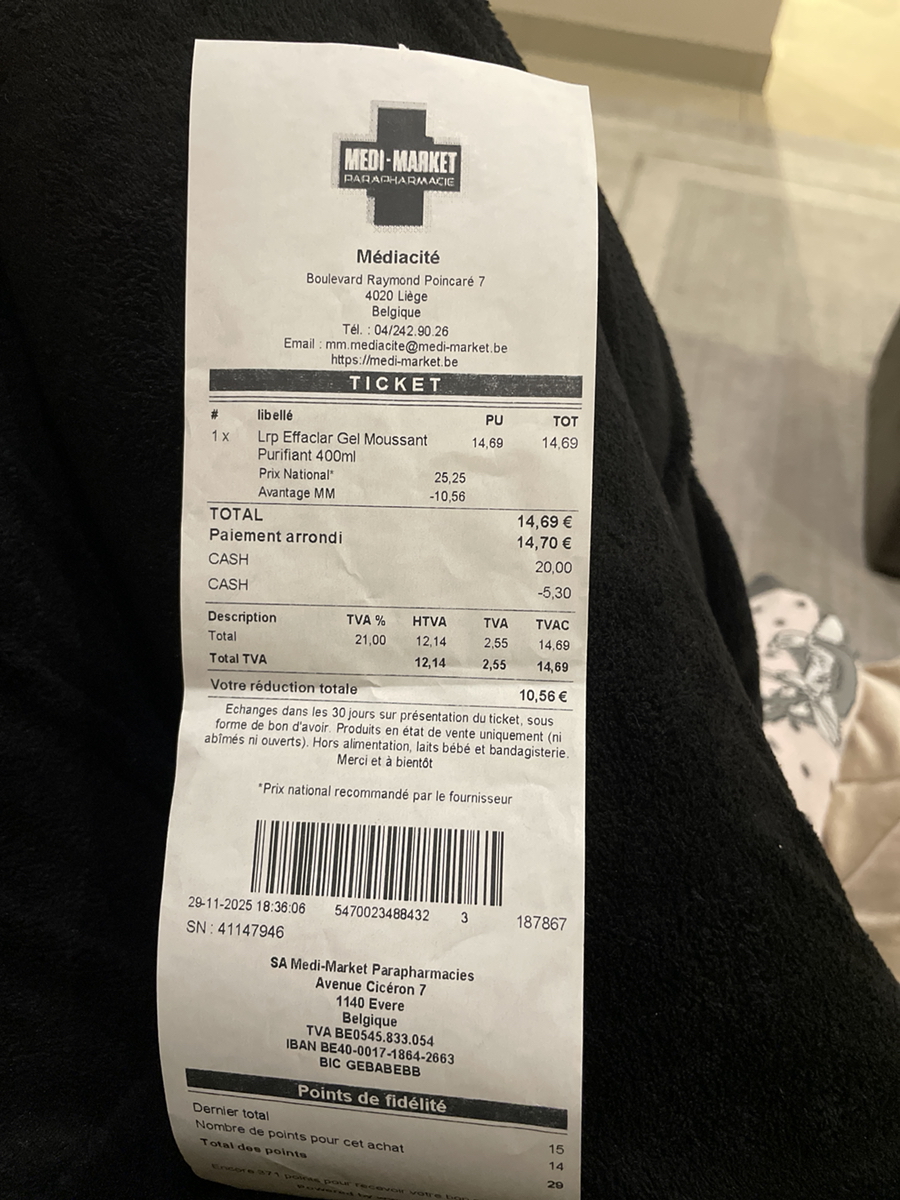 MEDI-MARKET
PARAPHARMACIE
Médiacité
Boulevard Raymond Poincaré 7
4020 Liège
Belgique
Tél. : 04/242.90.26
Email : mm.mediacite@medi-market.be
https://medi-market.be
TICKET
# libellé PU TOT
1 x Lrp Effaclar Gel Moussant 14,69 14,69
Purifiant 400ml
Prix National* 25,25
Avantage MM -10,56
TOTAL 14,69 €
Paiement arrondi 14,70 €
CASH 20,00
CASH -5,30
Description TVA % HTVA TVA TVAC
Total 21,00 12,14 2,55 14,69
Total TVA 12,14 2,55 14,69
Votre réduction totale 10,56 €
Echanges dans les 30 jours sur présentation du ticket, sous
forme de bon d'avoir. Produits en état de vente uniquement (ni
abîmés ni ouverts). Hors alimentation, laits bébé et bandagisterie.
Merci et à bientôt
*Prix national recommandé par le fournisseur
29-11-2025 18:36:06 5470023488432 3 187867
SN : 41147946
SA Medi-Market Parapharmacies
Avenue Cicéron 7
1140 Evere
Belgique
TVA BE0545.833.054
IBAN BE40-0017-1864-2663
BIC GEBABEBB
Points de fidélité
Dernier total 15
Nombre de points pour cet achat 14
Total des points 29
Encore 371 points pour recevoir votre bon